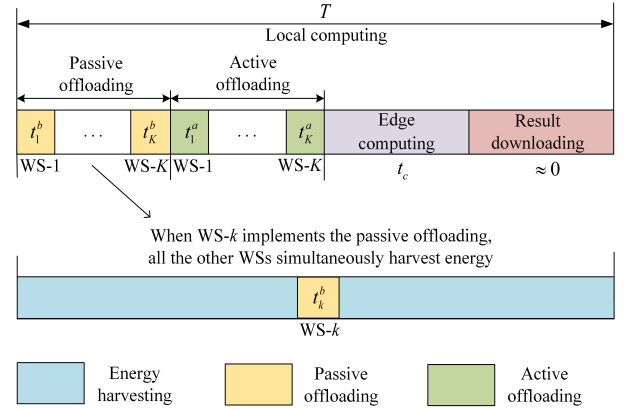 T
Local computing
Passive offloading
Active offloading
t_1^b ... t_K^b t_1^a ... t_K^a Edge computing Result downloading
WS-1 WS-K WS-1 WS-K t_c ≈0
When WS-k implements the passive offloading,
all the other WSs simultaneously harvest energy
t_k^b
WS-k
Energy harvesting
Passive offloading
Active offloading